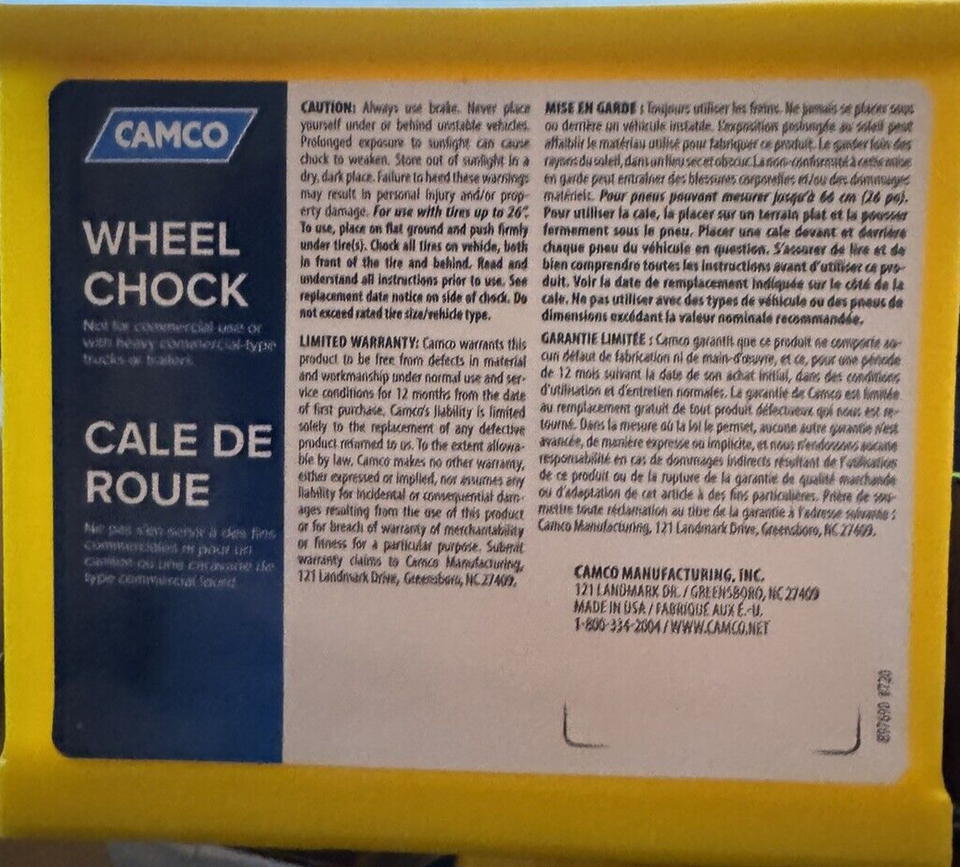 CAMCO
WHEEL
CHOCK
Not for commercial use or
with heavy commercial-type
trucks or trailers.
CALE DE
ROUE
Ne pas s'en servir à des fins
commerciales ni pour un
camion ou une caravane de
type commercial lourd.
CAUTION: Always use brake. Never place
yourself under or behind unstable vehicles.
Prolonged exposure to sunlight can cause
chock to weaken. Store out of sunlight in a
dry, dark place. Failure to heed these warnings
may result in personal injury and/or prop-
erty damage. For use with tires up to 26".
To use, place on flat ground and push firmly
under tire(s). Chock all tires on vehicle, both
in front of the tire and behind. Read and
understand all instructions prior to use. See
replacement date notice on side of chock. Do
not exceed rated tire size/vehicle type.
LIMITED WARRANTY: Camco warrants this
product to be free from defects in material
and workmanship under normal use and ser-
vice conditions for 12 months from the date
of first purchase. Camco's liability is limited
solely to the replacement of any defective
product returned to us. To the extent allowa-
ble by law, Camco makes no other warranty,
either expressed or implied, nor assumes any
liability for incidental or consequential dam-
ages resulting from the use of this product
or for breach of warranty of merchantability
or fitness for a particular purpose. Submit
warranty claims to Camco Manufacturing,
121 Landmark Drive, Greensboro, NC 27409.
MISE EN GARDE : Toujours utiliser les freins. Ne jamais se placer sous
ou derrière un véhicule instable. L'exposition prolongée au soleil peut
affaiblir le matériau utilisé pour fabriquer ce produit. Le garder loin des
rayons du soleil, dans un lieu sec et obscur. La non-conformité à cette mise
en garde peut entraîner des blessures corporelles et/ou des dommages
matériels. Pour pneus pouvant mesurer jusqu'à 66 cm (26 po).
Pour utiliser la cale, la placer sur un terrain plat et la pousser
fermement sous le pneu. Placer une cale devant et derrière
chaque pneu du véhicule en question. S'assurer de lire et de
bien comprendre toutes les instructions avant d'utiliser ce pro-
duit. Voir la date de remplacement indiquée sur le côté de la
cale. Ne pas utiliser avec des types de véhicule ou des pneus de
dimensions excédant la valeur nominale recommandée.
GARANTIE LIMITÉE : Camco garantit que ce produit ne comporte au-
cun défaut de fabrication ni de main-d'œuvre, et ce, pour une période
de 12 mois suivant la date de son achat initial, dans des conditions
d'utilisation et d'entretien normales. La garantie de Camco est limitée
au remplacement gratuit de tout produit défectueux qui nous est re-
tourné. Dans la mesure où la loi le permet, aucune autre garantie n'est
avancée, de manière expresse ou implicite, et nous n'endossons aucune
responsabilité en cas de dommages indirects résultant de l'utilisation
de ce produit ou de la rupture de la garantie de qualité marchande
ou d'adaptation de cet article à des fins particulières. Prière de sou-
mettre toute réclamation au titre de la garantie à l'adresse suivante :
Camco Manufacturing, 121 Landmark Drive, Greensboro, NC 27409.
CAMCO MANUFACTURING, INC.
121 LANDMARK DR. / GREENSBORO, NC 27409
MADE IN USA / FABRIQUÉ AUX É.-U.
1-800-334-2004 / WWW.CAMCO.NET